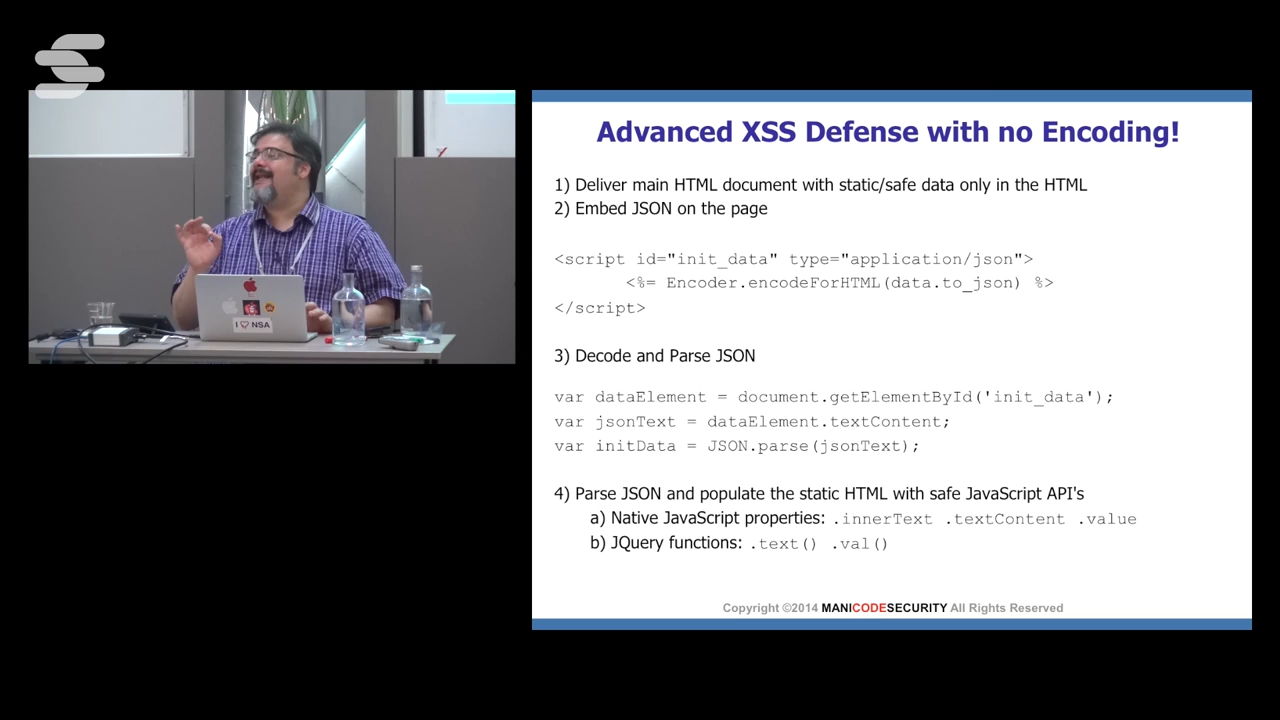 Advanced XSS Defense with no Encoding!
1) Deliver main HTML document with static/safe data only in the HTML
2) Embed JSON on the page
<script id="init_data" type="application/json">
<%= Encoder.encodeForHTML(data.to_json) %>
</script>
3) Decode and Parse JSON
var dataElement = document.getElementById('init_data');
var jsonText = dataElement.textContent;
var initData = JSON.parse(jsonText);
4) Parse JSON and populate the static HTML with safe JavaScript API's
a) Native JavaScript properties: .innerText .textContent .value
b) JQuery functions: .text() .val()
Copyright ©2014 MANICODESECURITY All Rights Reserved
I NSA